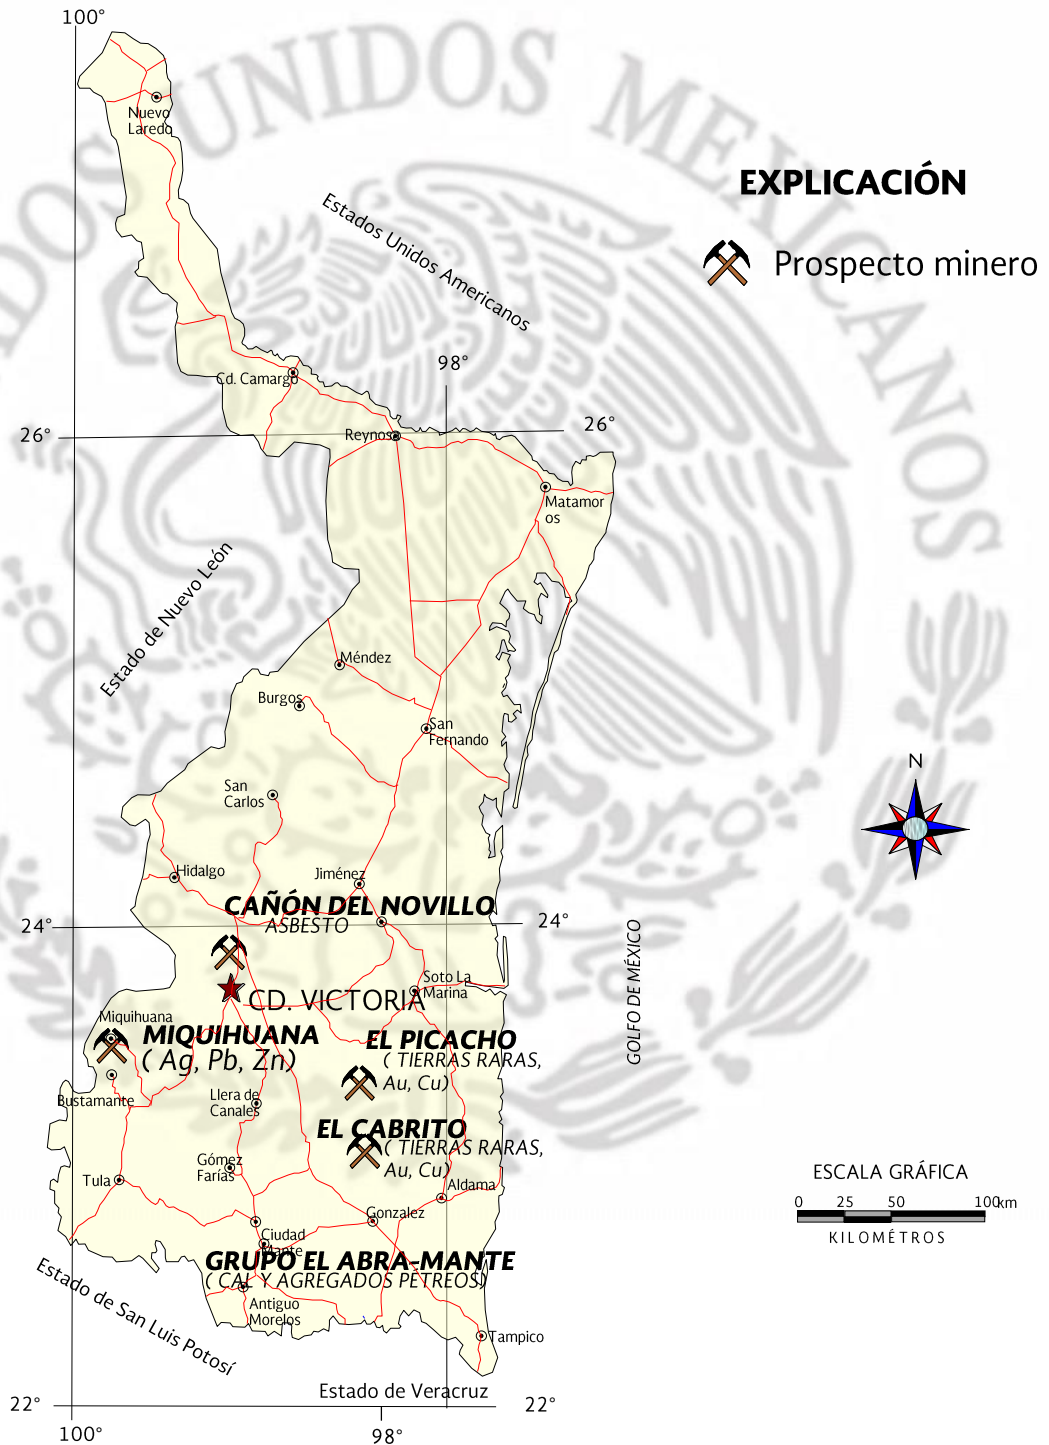 100°
UNIDOS MEXICANOS
Nuevo
Laredo
EXPLICACIÓN
Estados Unidos Americanos
Prospecto minero
98°
Cd. Camargo
26°
Reynos
26°
Matamor
os
Estado de Nuevo León
Méndez
Burgos
San
Fernando
San
Carlos
N
Hidalgo
Jiménez
CAÑÓN DEL NOVILLO
ASBESTO
24°
24°
GOLFO DE MÉXICO
Soto La
Marina
CD. VICTORIA
Miquihuana
MIQUIHUANA
( Ag, Pb, Zn)
EL PICACHO
( TIERRAS RARAS,
Au, Cu)
Bustamante
Llera de
Canales
EL CABRITO
( TIERRAS RARAS,
Au, Cu)
Gómez
Farías
Tula
Aldama
ESCALA GRÁFICA
0 25 50 100 km
KILOMÉTROS
Gonzalez
Ciudad
Mante
GRUPO EL ABRA-MANTE
( CAL Y AGREGADOS PETREOS)
Antiguo
Morelos
Estado de San Luis Potosí
Tampico
Estado de Veracruz
22°
22°
100°
98°